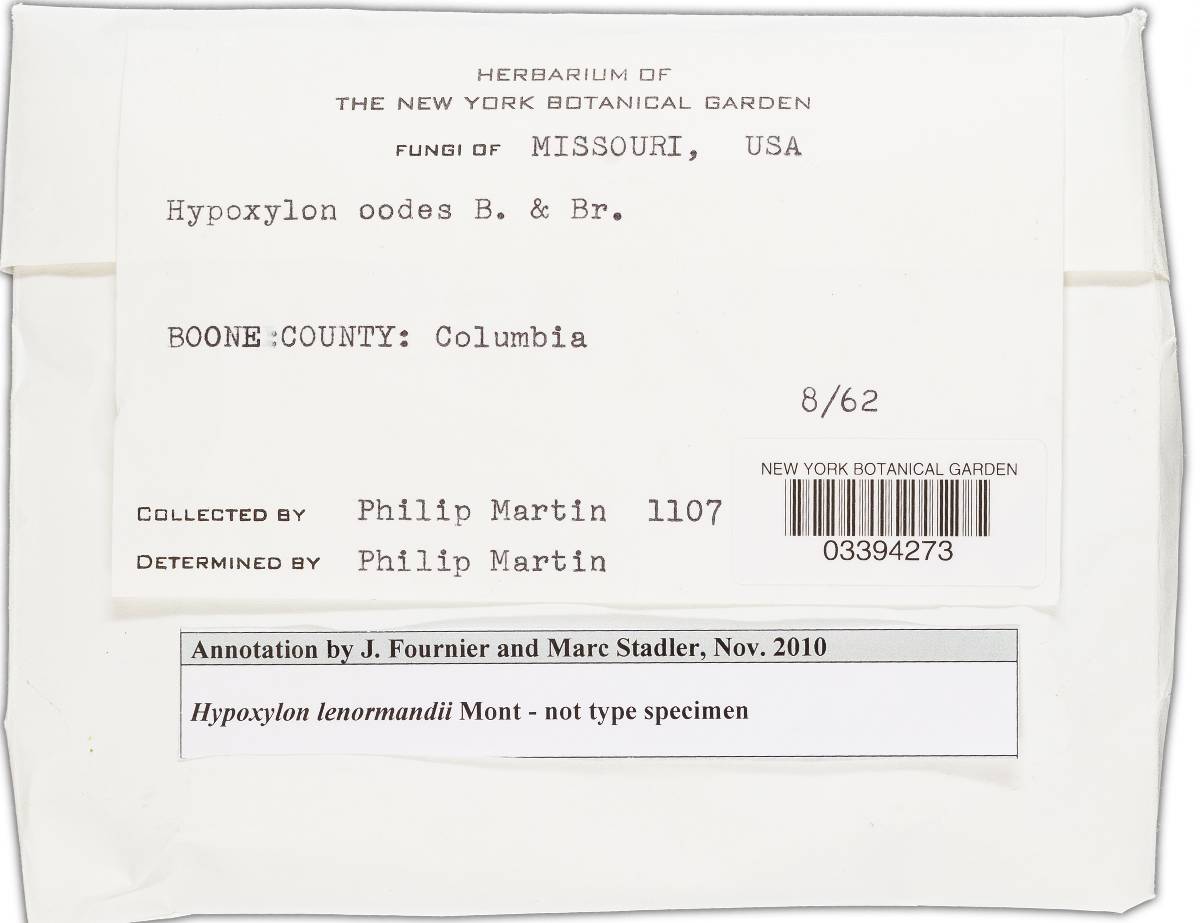 HERBARIUM OF
THE NEW YORK BOTANICAL GARDEN
FUNGI OF MISSOURI, USA
Hypoxylon oodes B. & Br.
BOONE:COUNTY: Columbia
8/62
NEW YORK BOTANICAL GARDEN
03394273
COLLECTED BY Philip Martin 1107
DETERMINED BY Philip Martin
Annotation by J. Fournier and Marc Stadler, Nov. 2010
Hypoxylon lenormandii Mont - not type specimen